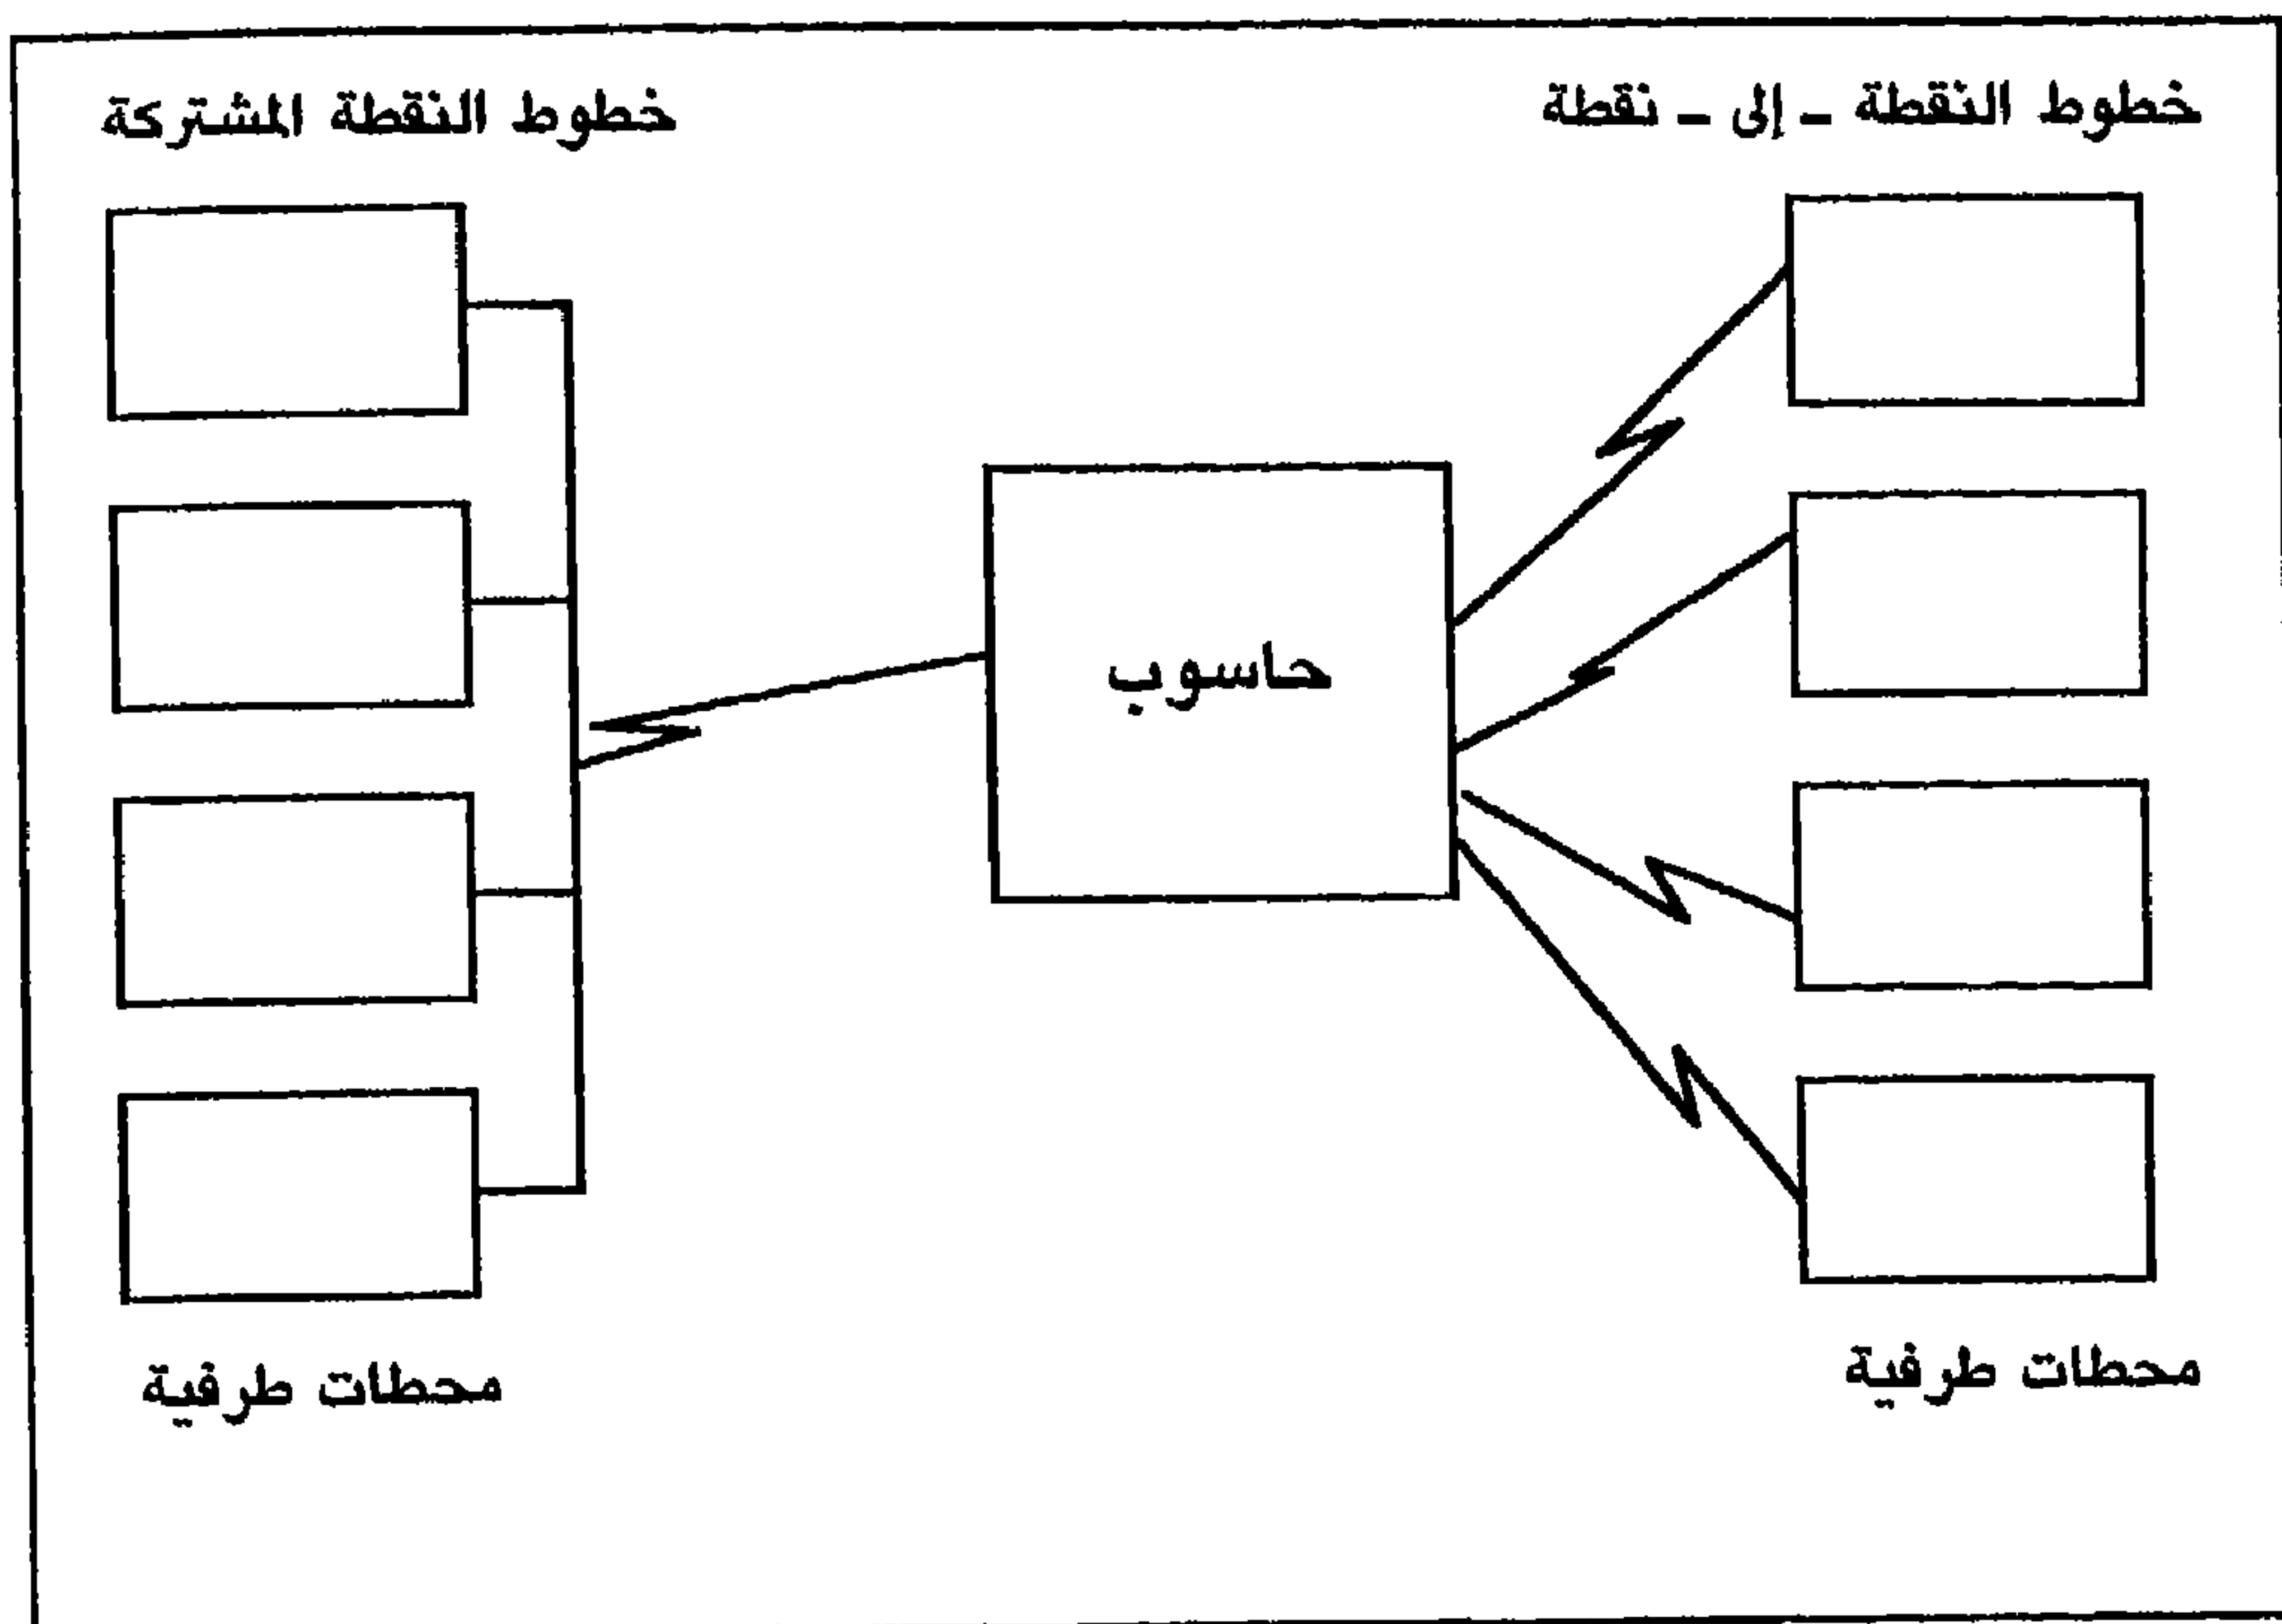 خطوط النقطة ـ إلى ـ نقطة
خطوط النقطة المشتركة
حاسوب
محطات طرفية
محطات طرفية